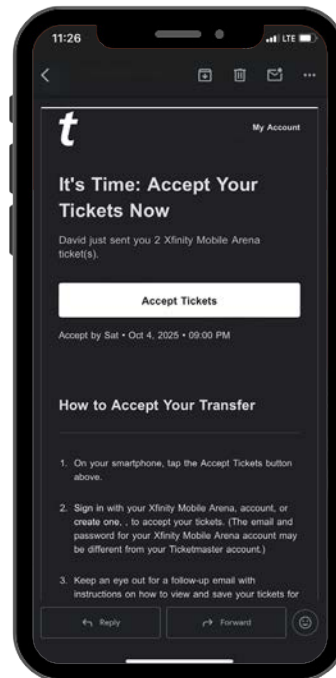 11:26
LTE
t
My Account
It's Time: Accept Your
Tickets Now
David just sent you 2 Xfinity Mobile Arena
ticket(s).
Accept Tickets
Accept by Sat • Oct 4, 2025 • 09:00 PM
How to Accept Your Transfer
1. On your smartphone, tap the Accept Tickets button
above.
2. Sign in with your Xfinity Mobile Arena, account, or
create one, , to accept your tickets. (The email and
password for your Xfinity Mobile Arena account may
be different from your Ticketmaster account.)
3. Keep an eye out for a follow-up email with
instructions on how to view and save your tickets for
Reply
Forward